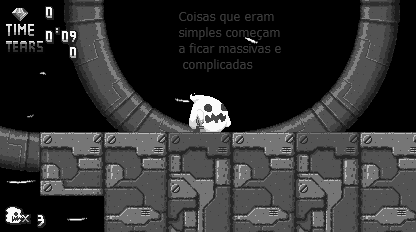 0
TIME 0'09
TEARS 0
Coisas que eram
simples começam
a ficar massivas e
complicadas
× 3